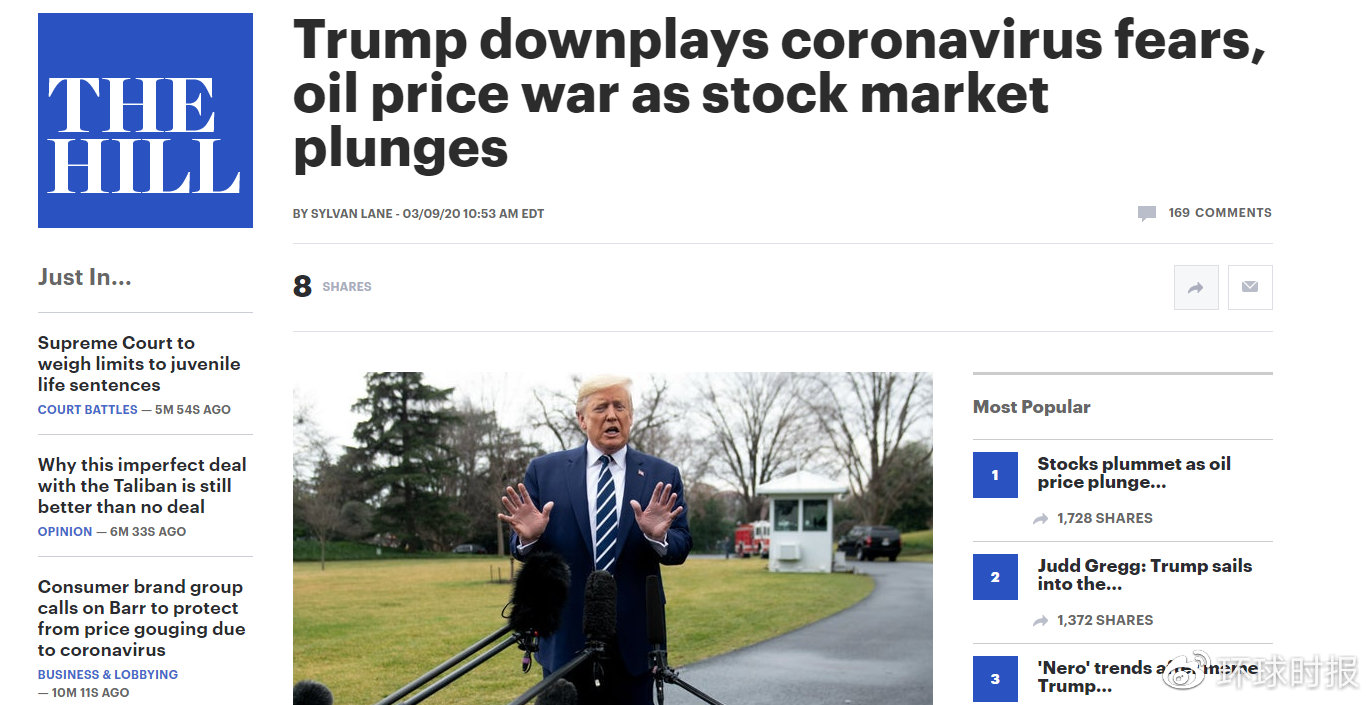 THE
HILL
Trump downplays coronavirus fears,
oil price war as stock market
plunges
BY SYLVAN LANE - 03/09/20 10:53 AM EDT
169 COMMENTS
8 SHARES
Just In...
Supreme Court to
weigh limits to juvenile
life sentences
COURT BATTLES — 5M 54S AGO
Why this imperfect deal
with the Taliban is still
better than no deal
OPINION — 6M 33S AGO
Consumer brand group
calls on Barr to protect
from price gouging due
to coronavirus
BUSINESS & LOBBYING
— 10M 11S AGO
Most Popular
1
Stocks plummet as oil
price plunge...
1,728 SHARES
2
Judd Gregg: Trump sails
into the...
1,372 SHARES
3
'Nero' trends after meme
Trump...
环球时报